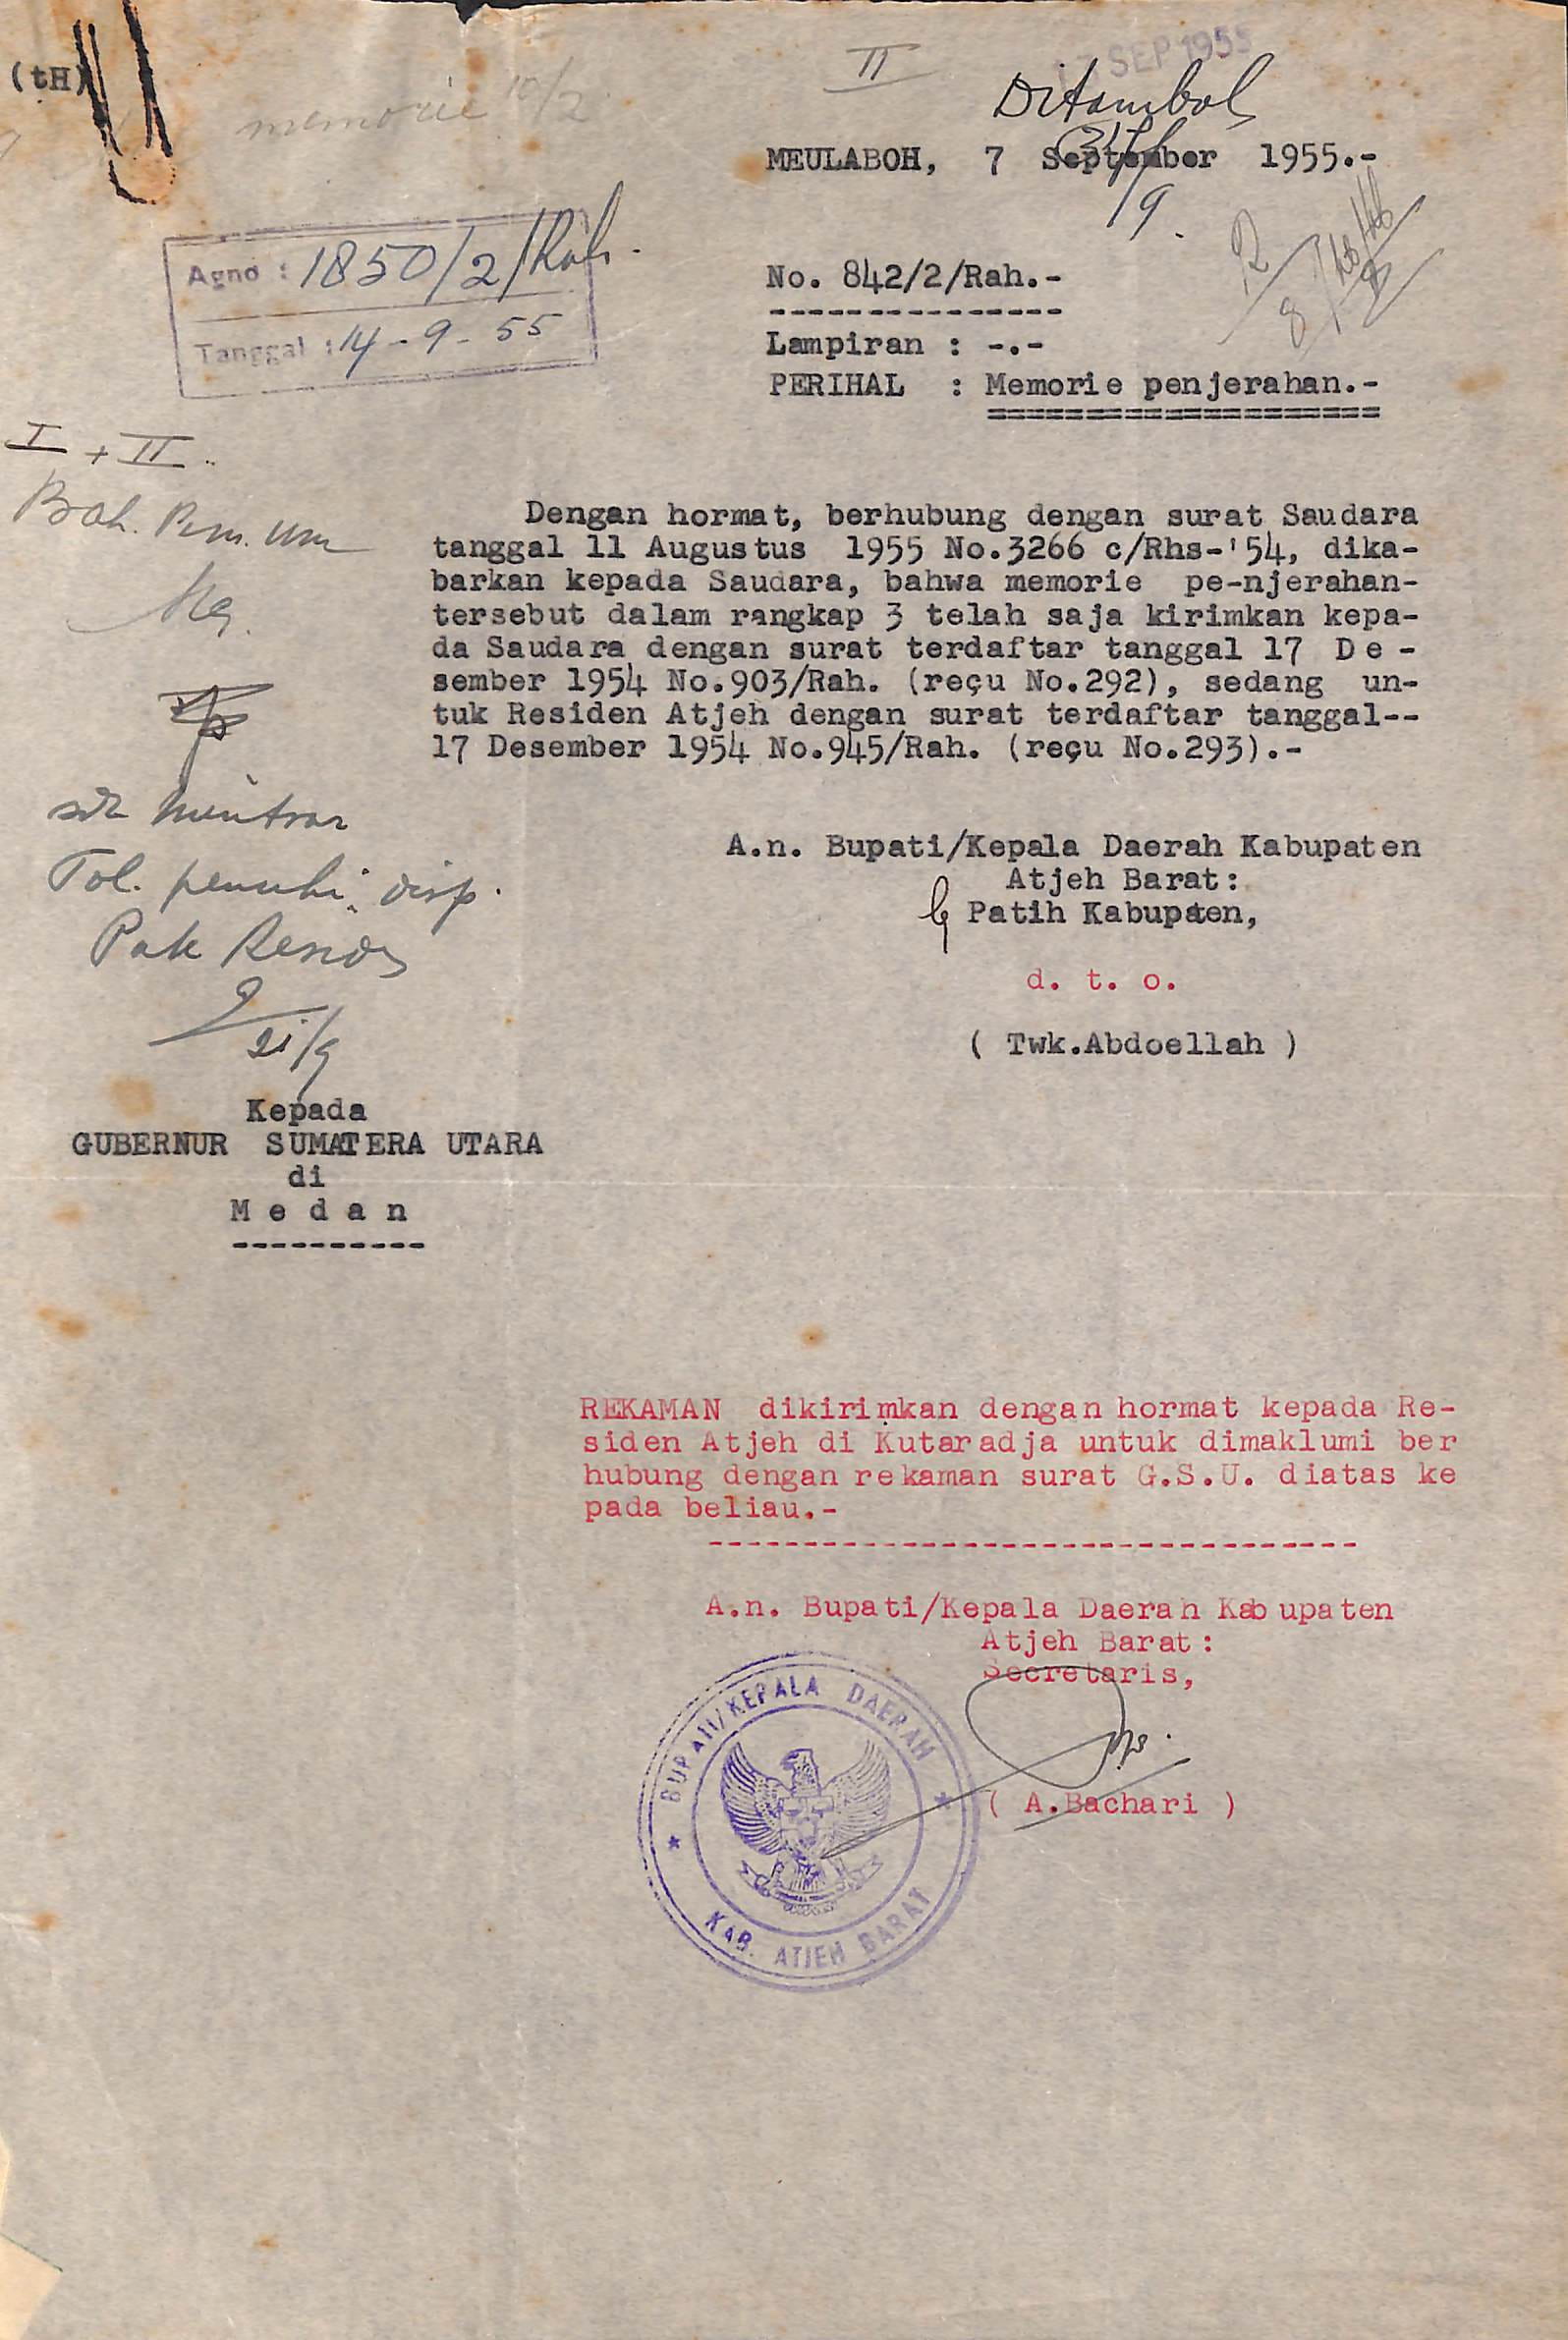 (tH)
memorie 10/2
II
SEP 1955
Ditambol
MEULABOH, 7 September 1955.-
/9.
Agno : 1850/2/Rah.
Tanggal : 14-9-55
No. 842/2/Rah.-
---------------
Lampiran : -.-
PERIHAL : Memorie penjerahan.-
====================
I + II.
Dengan hormat, berhubung dengan surat Saudara
tanggal 11 Augustus 1955 No.3266 c/Rhs-'54, dika-
barkan kepada Saudara, bahwa memorie pe-njerahan-
tersebut dalam rangkap 3 telah saja kirimkan kepa-
da Saudara dengan surat terdaftar tanggal 17 D e -
sember 1954 No.903/Rah. (reçu No.292), sedang un-
tuk Residen Atjeh dengan surat terdaftar tanggal--
17 Desember 1954 No.945/Rah. (reçu No.293).-
Tol. penuhi disp.
Pak Residen
21/9
A.n. Bupati/Kepala Daerah Kabupaten
Atjeh Barat:
Patih Kabupaten,
d. t. o.
( Twk.Abdoellah )
Kepada
GUBERNUR SUMATERA UTARA
di
M e d a n
----------
REKAMAN dikirimkan dengan hormat kepada Re-
siden Atjeh di Kutaradja untuk dimaklumi ber
hubung dengan rekaman surat G.S.U. diatas ke
pada beliau.-
---------------------------------
A.n. Bupati/Kepala Daerah Kabupaten
Atjeh Barat:
Secretaris,
( A.Bachari )
BUPATI/KEPALA DAERAH
KAB. ATJEH BARAT